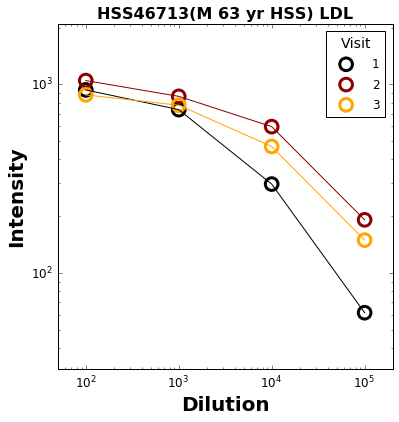 HSS46713(M 63 yr HSS) LDL
Visit
1
2
3
10³
10²
Intensity
10² 10³ 10⁴ 10⁵
Dilution